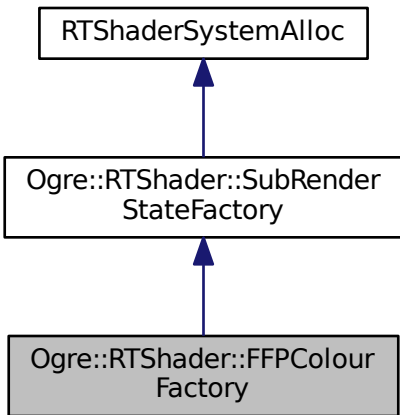 RTShaderSystemAlloc
Ogre::RTShader::SubRender
StateFactory
Ogre::RTShader::FFPColour
Factory